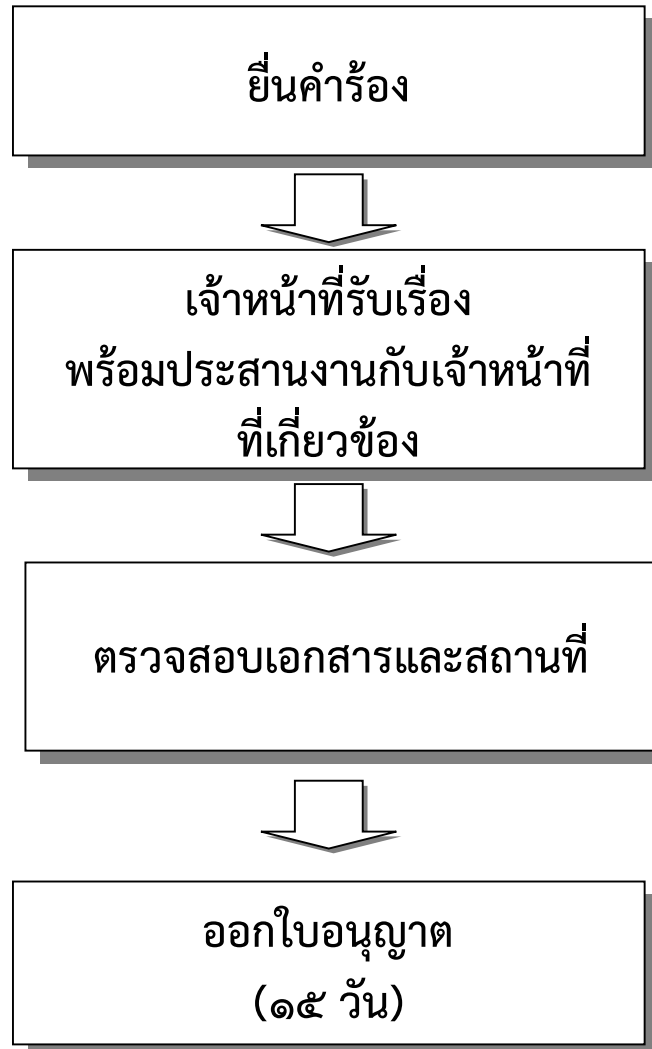 ยื่นคำร้อง
เจ้าหน้าที่รับเรื่อง
พร้อมประสานงานกับเจ้าหน้าที่
ที่เกี่ยวข้อง
ตรวจสอบเอกสารและสถานที่
ออกใบอนุญาต
(๑๕ วัน)